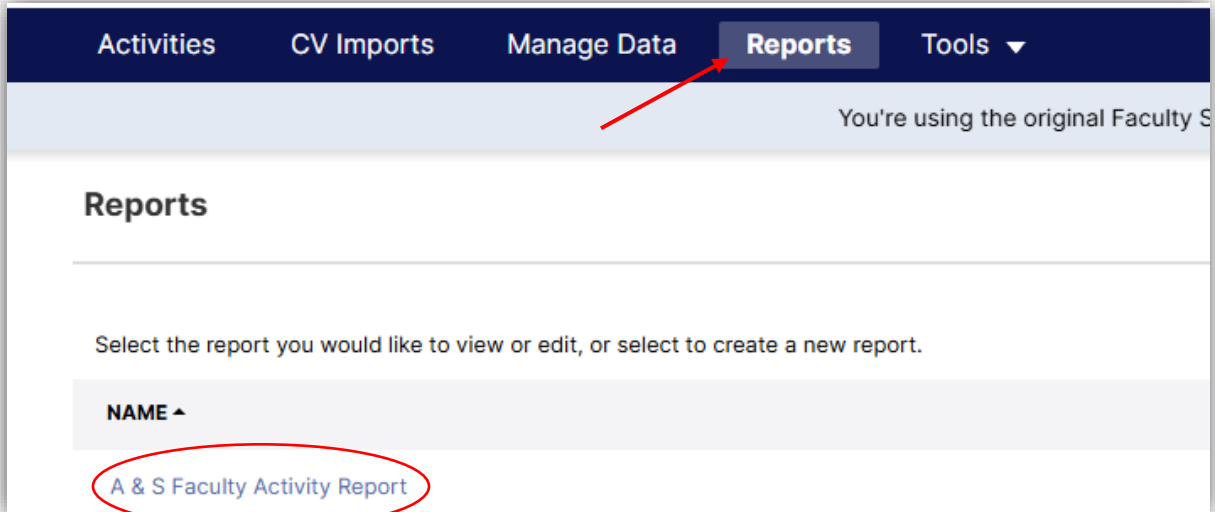 Activities CV Imports Manage Data Reports Tools
You're using the original Faculty
Reports
Select the report you would like to view or edit, or select to create a new report.
NAME
A & S Faculty Activity Report